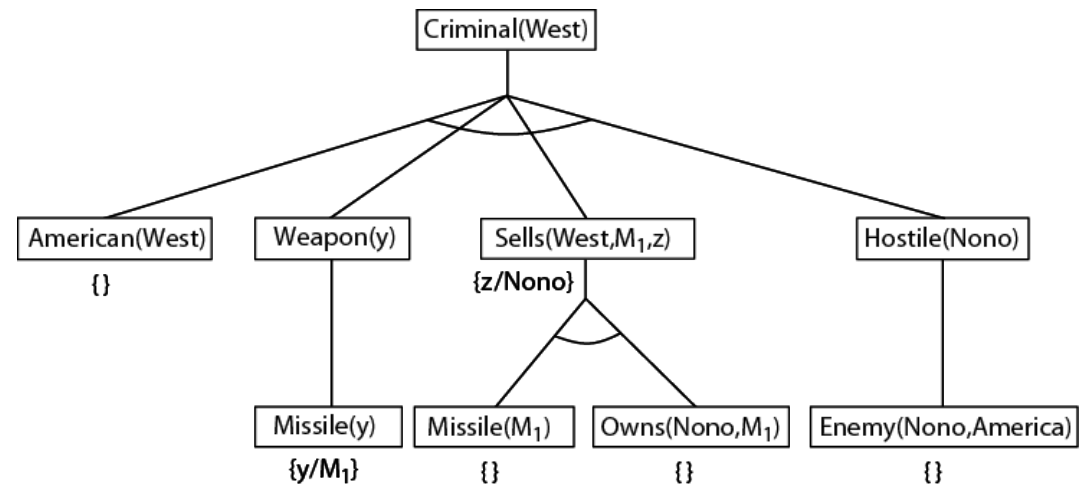 Criminal(West)
American(West)
Weapon(y)
Sells(West,M₁,z)
Hostile(Nono)
{}
{z/Nono}
Missile(y)
Missile(M₁)
Owns(Nono,M₁)
Enemy(Nono,America)
{y/M₁}
{}
{}
{}